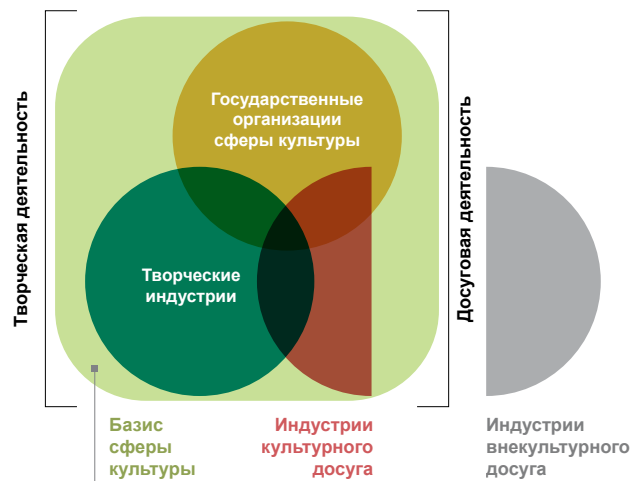 Творческая деятельность
Государственные
организации
сферы культуры
Творческие
индустрии
Досуговая деятельность
Базис
сферы
культуры
Индустрии
культурного
досуга
Индустрии
внекультурного
досуга